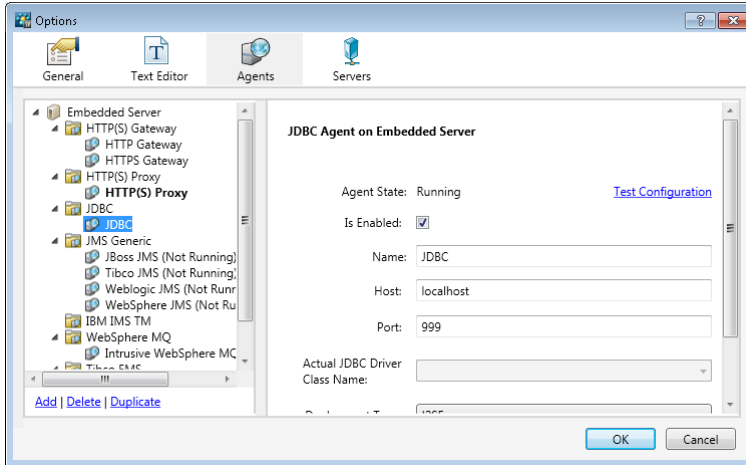 Options
General
Text Editor
Agents
Servers
Embedded Server
HTTP(S) Gateway
HTTP Gateway
HTTPS Gateway
HTTP(S) Proxy
HTTP(S) Proxy
JDBC
JDBC
JMS Generic
JBoss JMS (Not Running)
Tibco JMS (Not Running)
Weblogic JMS (Not Runr
WebSphere JMS (Not Ru
IBM IMS TM
WebSphere MQ
Intrusive WebSphere MQ
Tibco EMS
Add | Delete | Duplicate
JDBC Agent on Embedded Server
Agent State: Running
Test Configuration
Is Enabled:
Name: JDBC
Host: localhost
Port: 999
Actual JDBC Driver
Class Name:
OK
Cancel